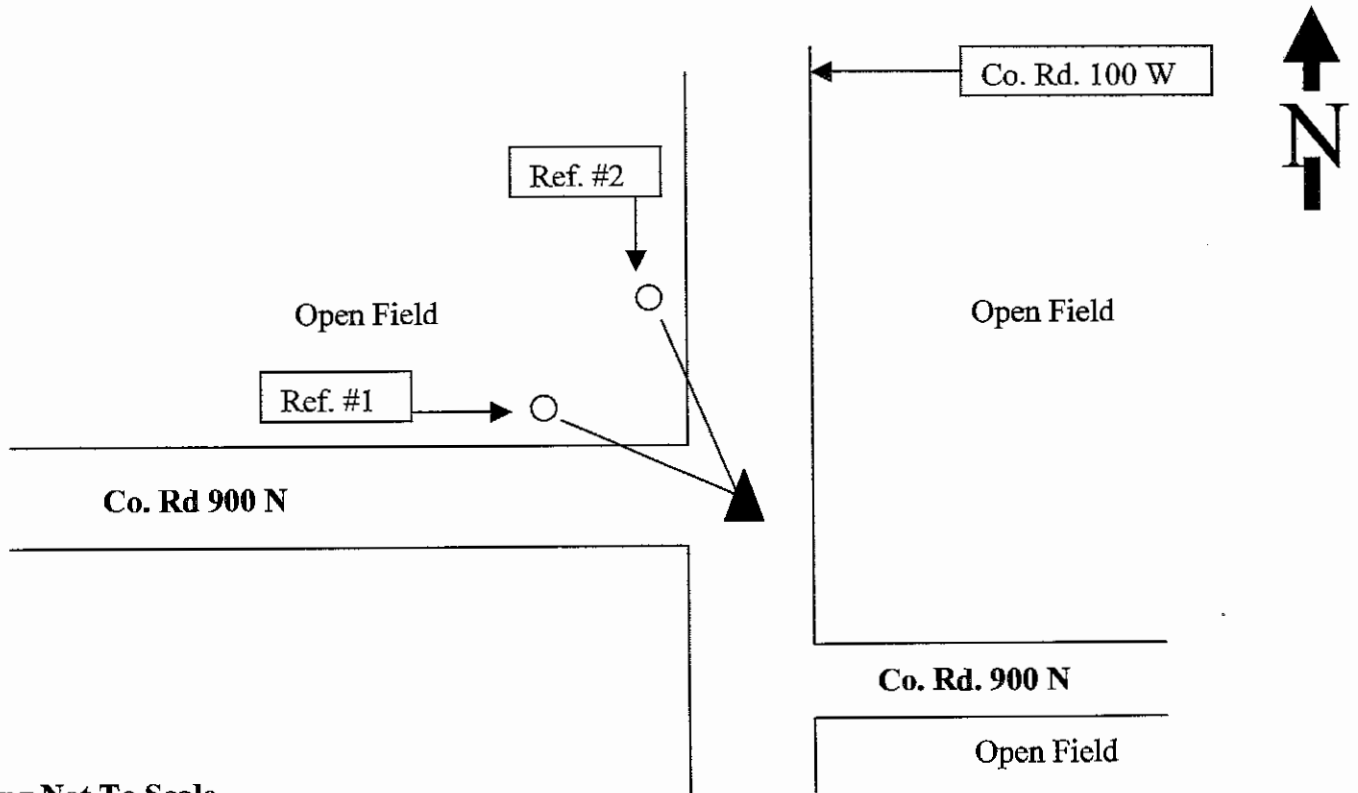 Co. Rd. 100 W
N
Ref. #2
Open Field
Open Field
Ref. #1
Co. Rd 900 N
Co. Rd. 900 N
Open Field
Not To Scale